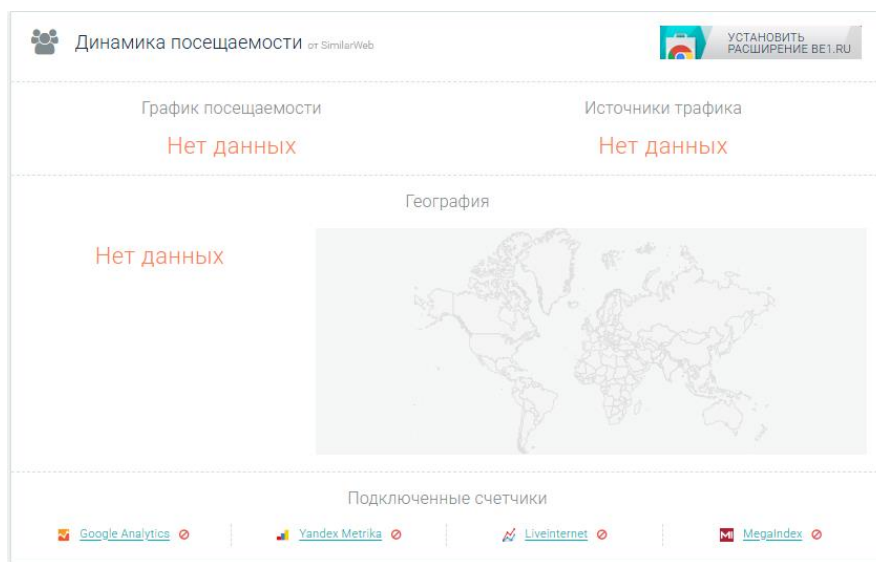 Динамика посещаемости от SimilarWeb
УСТАНОВИТЬ
РАСШИРЕНИЕ BE1.RU
График посещаемости
Нет данных
Источники трафика
Нет данных
География
Нет данных
Подключенные счетчики
Google Analytics
Yandex Metrika
Liveinternet
MI MegaIndex